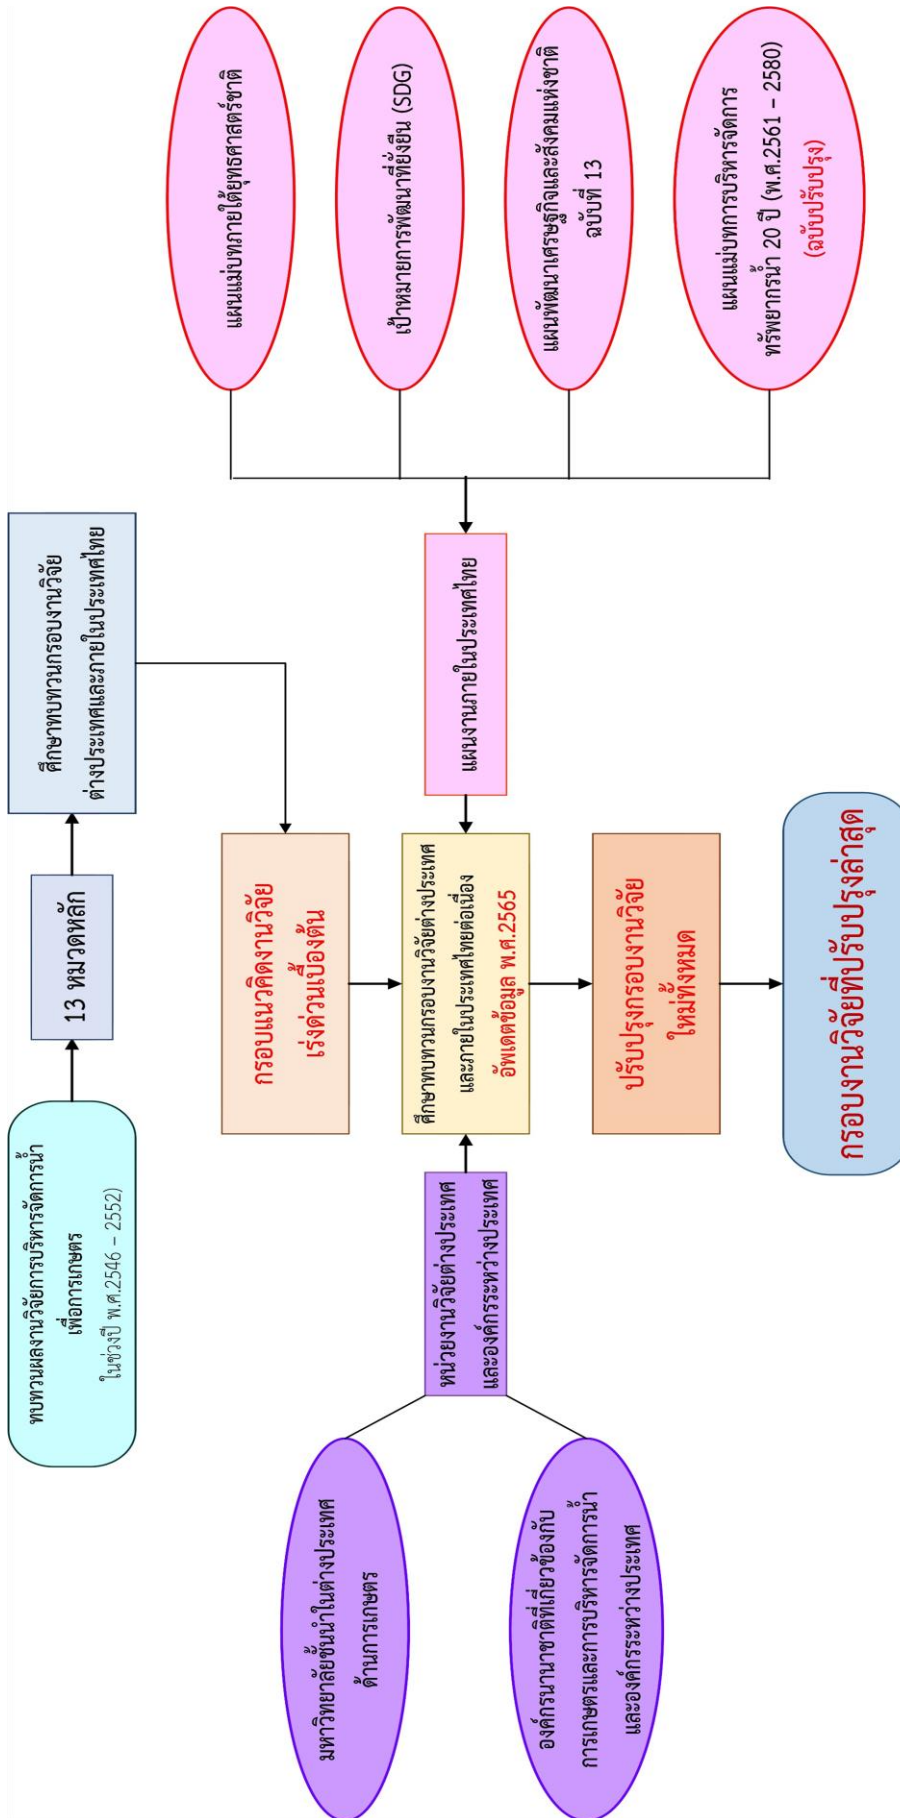 ทบทวนผลงานวิจัยการบริหารจัดการน้ำ
เพื่อการเกษตร
ในช่วงปี พ.ศ.2546 – 2552)
13 หมวดหลัก
ศึกษาทบทวนกรอบงานวิจัย
ต่างประเทศและภายในประเทศไทย
กรอบแนวคิดงานวิจัย
เร่งด่วนเบื้องต้น
มหาวิทยาลัยชั้นนำในต่างประเทศ
ด้านการเกษตร
องค์กรนานาชาติที่เกี่ยวข้องกับ
การเกษตรและการบริหารจัดการน้ำ
และองค์กรระหว่างประเทศ
หน่วยงานวิจัยต่างประเทศ
และองค์กรระหว่างประเทศ
ศึกษาทบทวนกรอบงานวิจัยต่างประเทศ
และภายในประเทศไทยต่อเนื่อง
อัพเดตข้อมูล พ.ศ.2565
แผนงานภายในประเทศไทย
แผนแม่บทภายใต้ยุทธศาสตร์ชาติ
เป้าหมายการพัฒนาที่ยั่งยืน (SDG)
แผนพัฒนาเศรษฐกิจและสังคมแห่งชาติ
ฉบับที่ 13
แผนแม่บทการบริหารจัดการ
ทรัพยากรน้ำ 20 ปี (พ.ศ.2561 – 2580)
(ฉบับปรับปรุง)
ปรับปรุงกรอบงานวิจัย
ใหม่ทั้งหมด
กรอบงานวิจัยที่ปรับปรุงล่าสุด